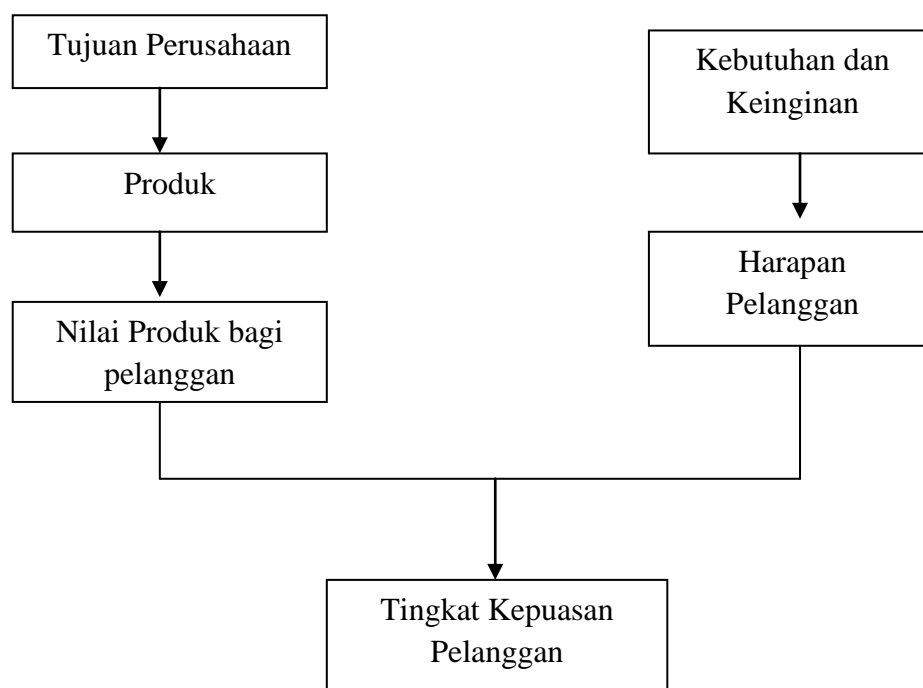 Tujuan Perusahaan
Produk
Nilai Produk bagi
pelanggan
Kebutuhan dan
Keinginan
Harapan
Pelanggan
Tingkat Kepuasan
Pelanggan